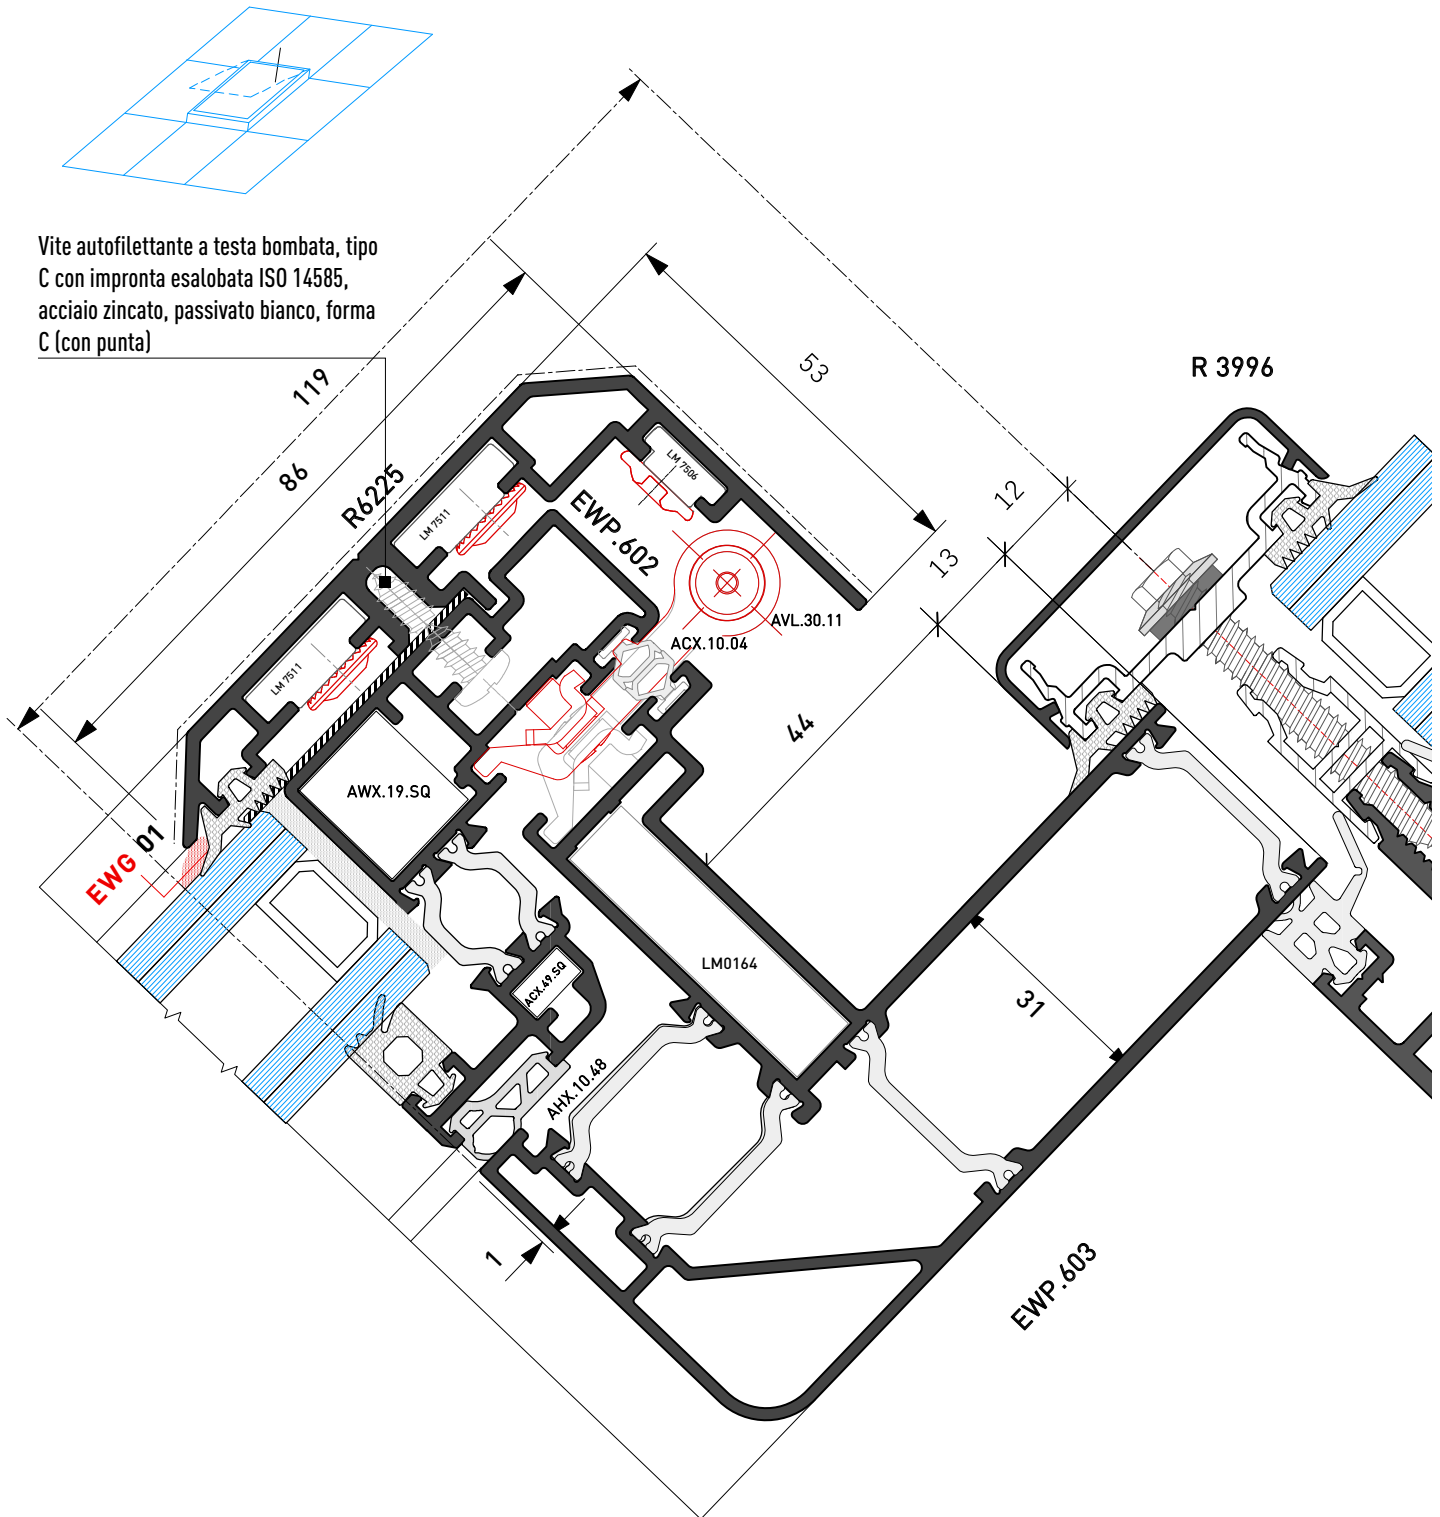 Vite autofilettante a testa bombata, tipo
C con impronta esalobata ISO 14585,
acciaio zincato, passivato bianco, forma
C (con punta)
119
86
53
R 3996
12
13
R6225
LM 7506
LM 7511
EWP.602
AVL.30.11
ACX.10.04
LM 7511
44
AWX.19.SQ
EWG 01
LM0164
ACX.49.SQ
31
AHX.10.48
1
EWP.603